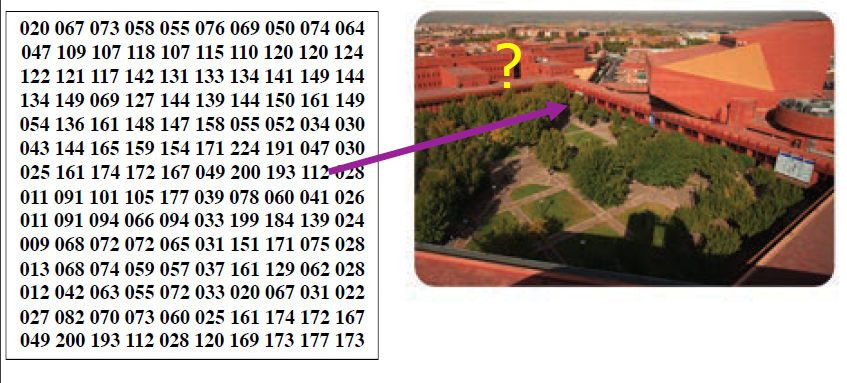 020 067 073 058 055 076 069 050 074 064
047 109 107 118 107 115 110 120 120 124
122 121 117 142 131 133 134 141 149 144
134 149 069 127 144 139 144 150 161 149
054 136 161 148 147 158 055 052 034 030
043 144 165 159 154 171 224 191 047 030
025 161 174 172 167 049 200 193 112 028
011 091 101 105 177 039 078 060 041 026
011 091 094 066 094 033 199 184 139 024
009 068 072 072 065 031 151 171 075 028
013 068 074 059 057 037 161 129 062 028
012 042 063 055 072 033 020 067 031 022
027 082 070 073 060 025 161 174 172 167
049 200 193 112 028 120 169 173 177 173
?